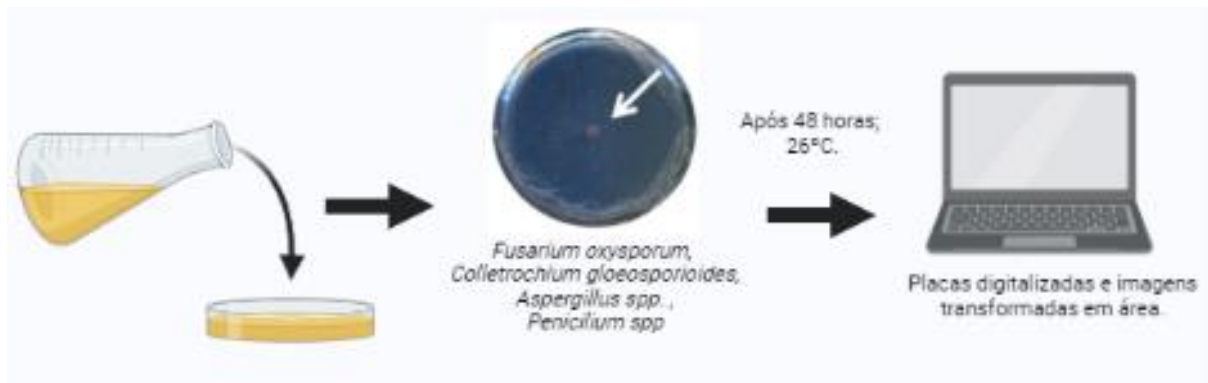 Após 48 horas;
26°C.
Fusarium oxysporum,
Colletrochium gloeosporioides,
Aspergillus spp. ,
Penicilium spp
Placas digitalizadas e imagens
transformadas em área.